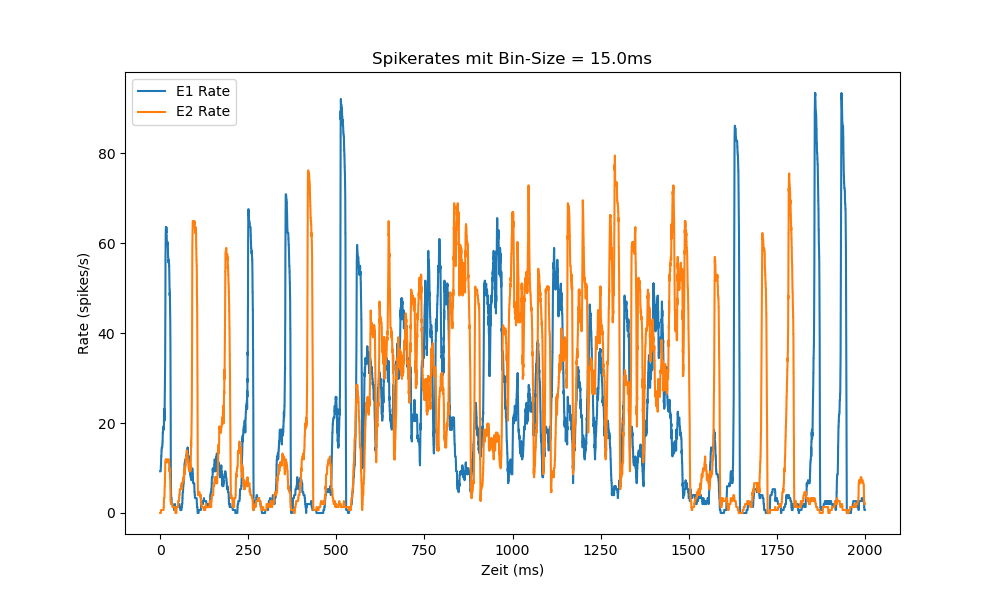 Spikerates mit Bin-Size = 15.0ms
E1 Rate
E2 Rate
Rate (spikes/s)
80
60
40
20
0
0 250 500 750 1000 1250 1500 1750 2000
Zeit (ms)